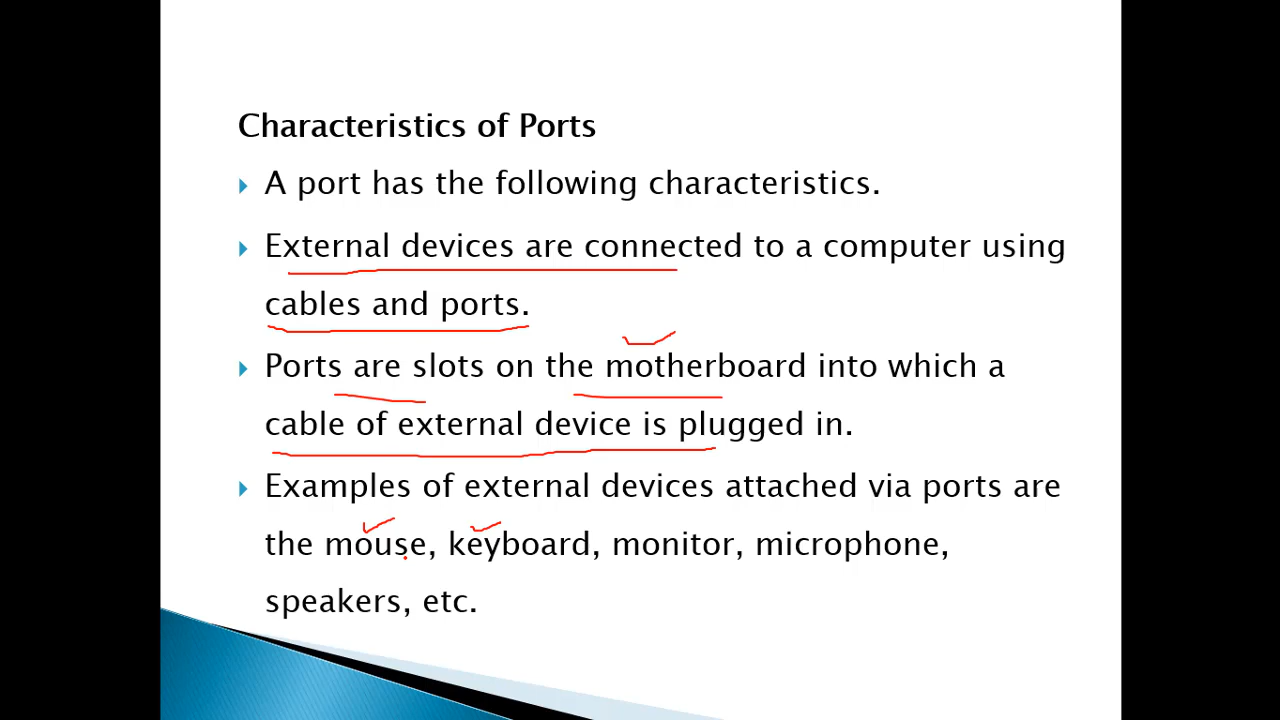 Characteristics of Ports
A port has the following characteristics.
External devices are connected to a computer using
cables and ports.
Ports are slots on the motherboard into which a
cable of external device is plugged in.
Examples of external devices attached via ports are
the mouse, keyboard, monitor, microphone,
speakers, etc.